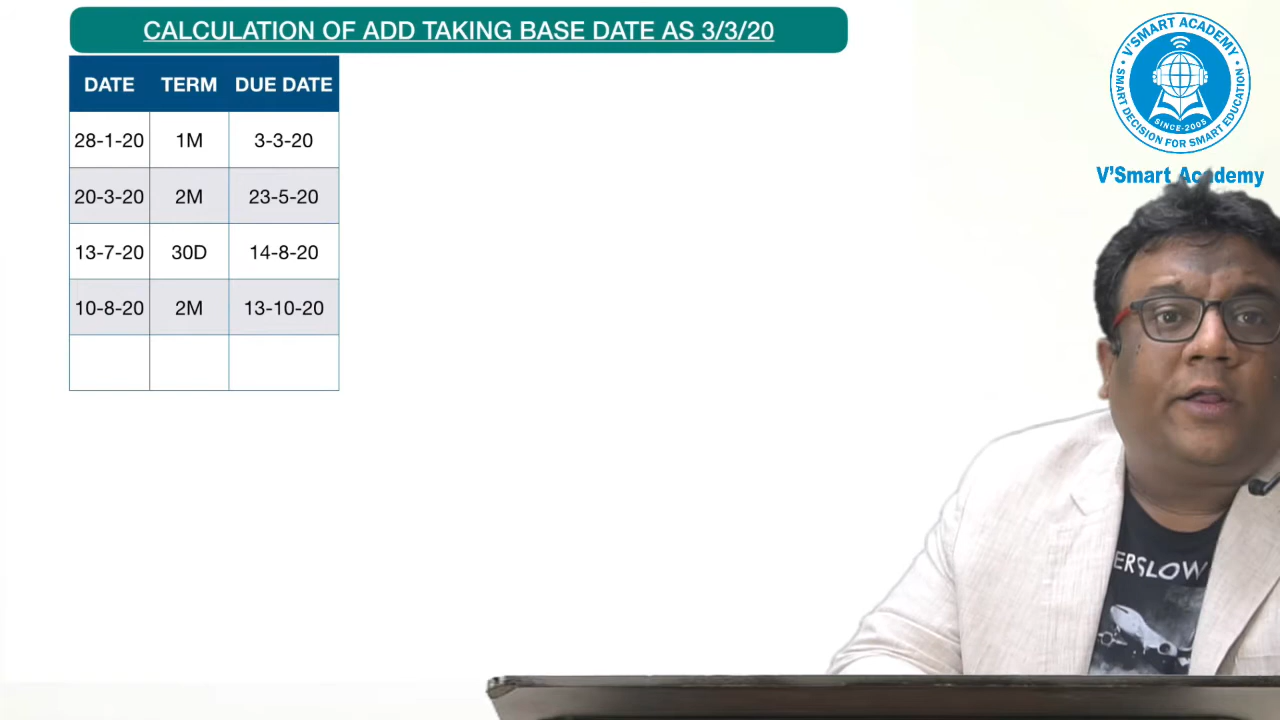 CALCULATION OF ADD TAKING BASE DATE AS 3/3/20
DATE TERM DUE DATE
28-1-20 1M 3-3-20
20-3-20 2M 23-5-20
13-7-20 30D 14-8-20
10-8-20 2M 13-10-20
• V'SMART ACADEMY •
SMART DECISION FOR SMART EDUCATION
SINCE-2005
V'Smart Academy
ERSLOW